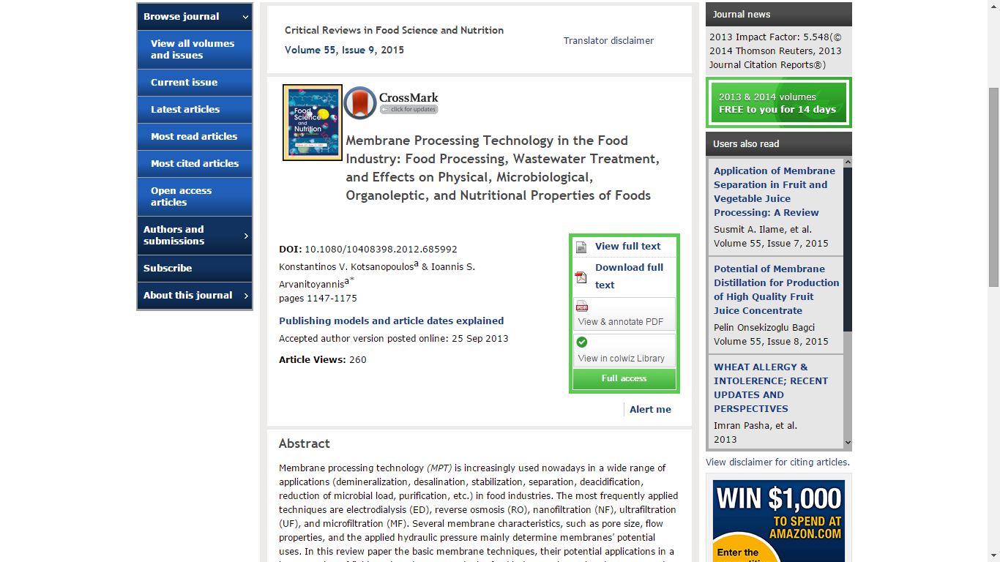 Browse journal
View all volumes
and issues
Current issue
Latest articles
Most read articles
Most cited articles
Open access
articles
Authors and
submissions
Subscribe
About this journal
Critical Reviews in Food Science and Nutrition
Volume 55, Issue 9, 2015
Translator disclaimer
Food
Science
and
Nutrition
CrossMark
click for updates
Membrane Processing Technology in the Food
Industry: Food Processing, Wastewater Treatment,
and Effects on Physical, Microbiological,
Organoleptic, and Nutritional Properties of Foods
DOI: 10.1080/10408398.2012.685992
Konstantinos V. Kotsanopoulosa & Ioannis S.
Arvanitoyannisa*
pages 1147-1175
Publishing models and article dates explained
Accepted author version posted online: 25 Sep 2013
Article Views: 260
View full text
Download full
text
PDF
View & annotate PDF
View in colwiz Library
Full access
Alert me
Abstract
Membrane processing technology (MPT) is increasingly used nowadays in a wide range of
applications (demineralization, desalination, stabilization, separation, deacidification,
reduction of microbial load, purification, etc.) in food industries. The most frequently applied
techniques are electrodialysis (ED), reverse osmosis (RO), nanofiltration (NF), ultrafiltration
(UF), and microfiltration (MF). Several membrane characteristics, such as pore size, flow
properties, and the applied hydraulic pressure mainly determine membranes’ potential
uses. In this review paper the basic membrane techniques, their potential applications in a
Journal news
2013 Impact Factor: 5.548(©
2014 Thomson Reuters, 2013
Journal Citation Reports®)
2013 & 2014 volumes
FREE to you for 14 days
Users also read
Application of Membrane
Separation in Fruit and
Vegetable Juice
Processing: A Review
Susmit A. Ilame, et al.
Volume 55, Issue 7, 2015
Potential of Membrane
Distillation for Production
of High Quality Fruit
Juice Concentrate
Pelin Onsekizoglu Bagci
Volume 55, Issue 8, 2015
WHEAT ALLERGY &
INTOLERENCE; RECENT
UPDATES AND
PERSPECTIVES
Imran Pasha, et al.
2013
View disclaimer for citing articles.
WIN $1,000
TO SPEND AT
AMAZON.COM
Enter the